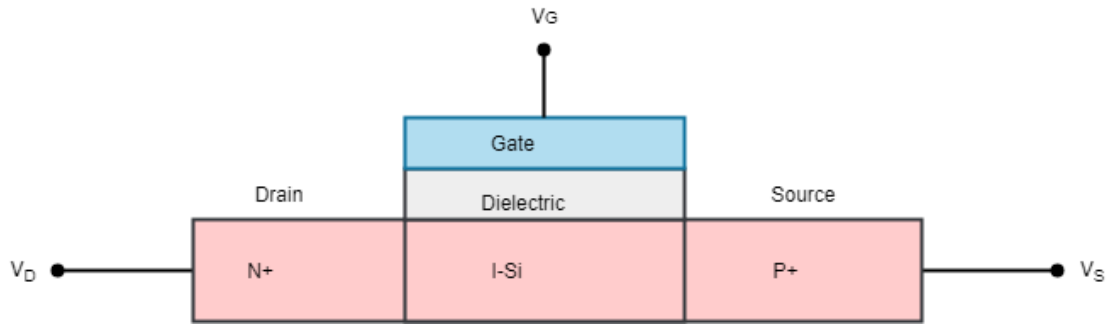 VG
Gate
Drain
Dielectric
Source
VD
N+
I-Si
P+
VS